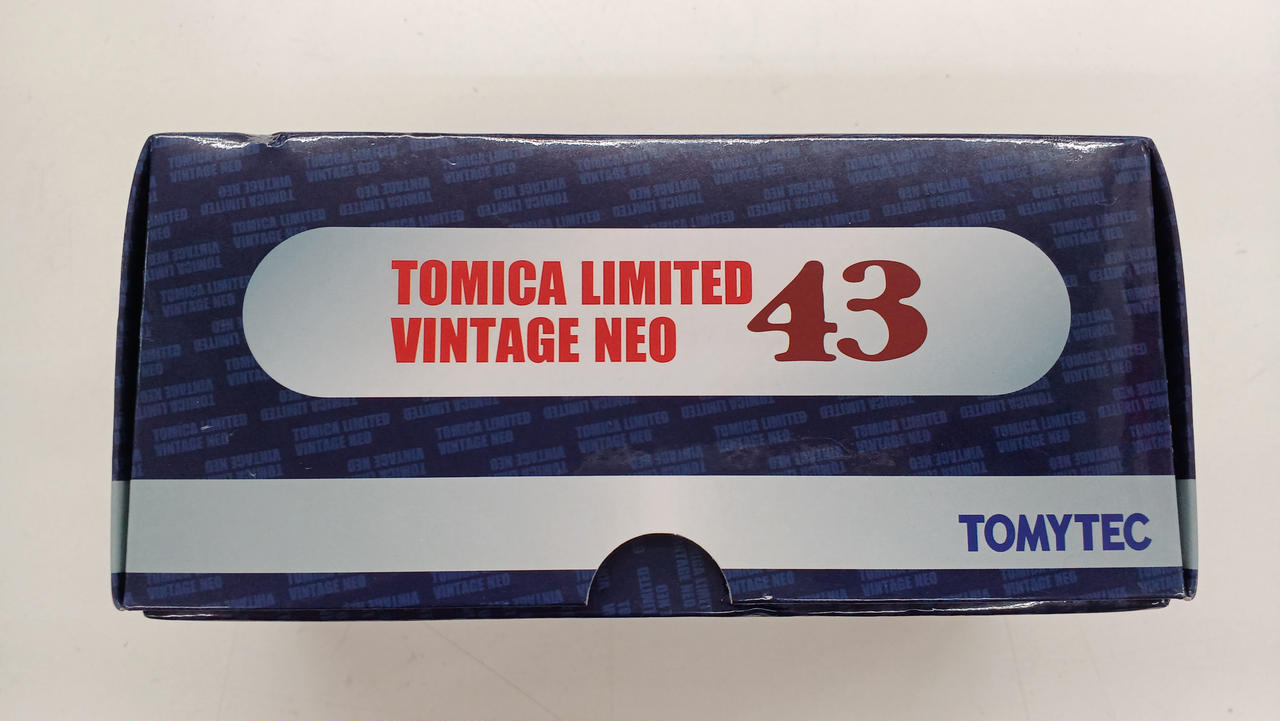 TOMICA LIMITED
VINTAGE NEO
43
TOMYTEC